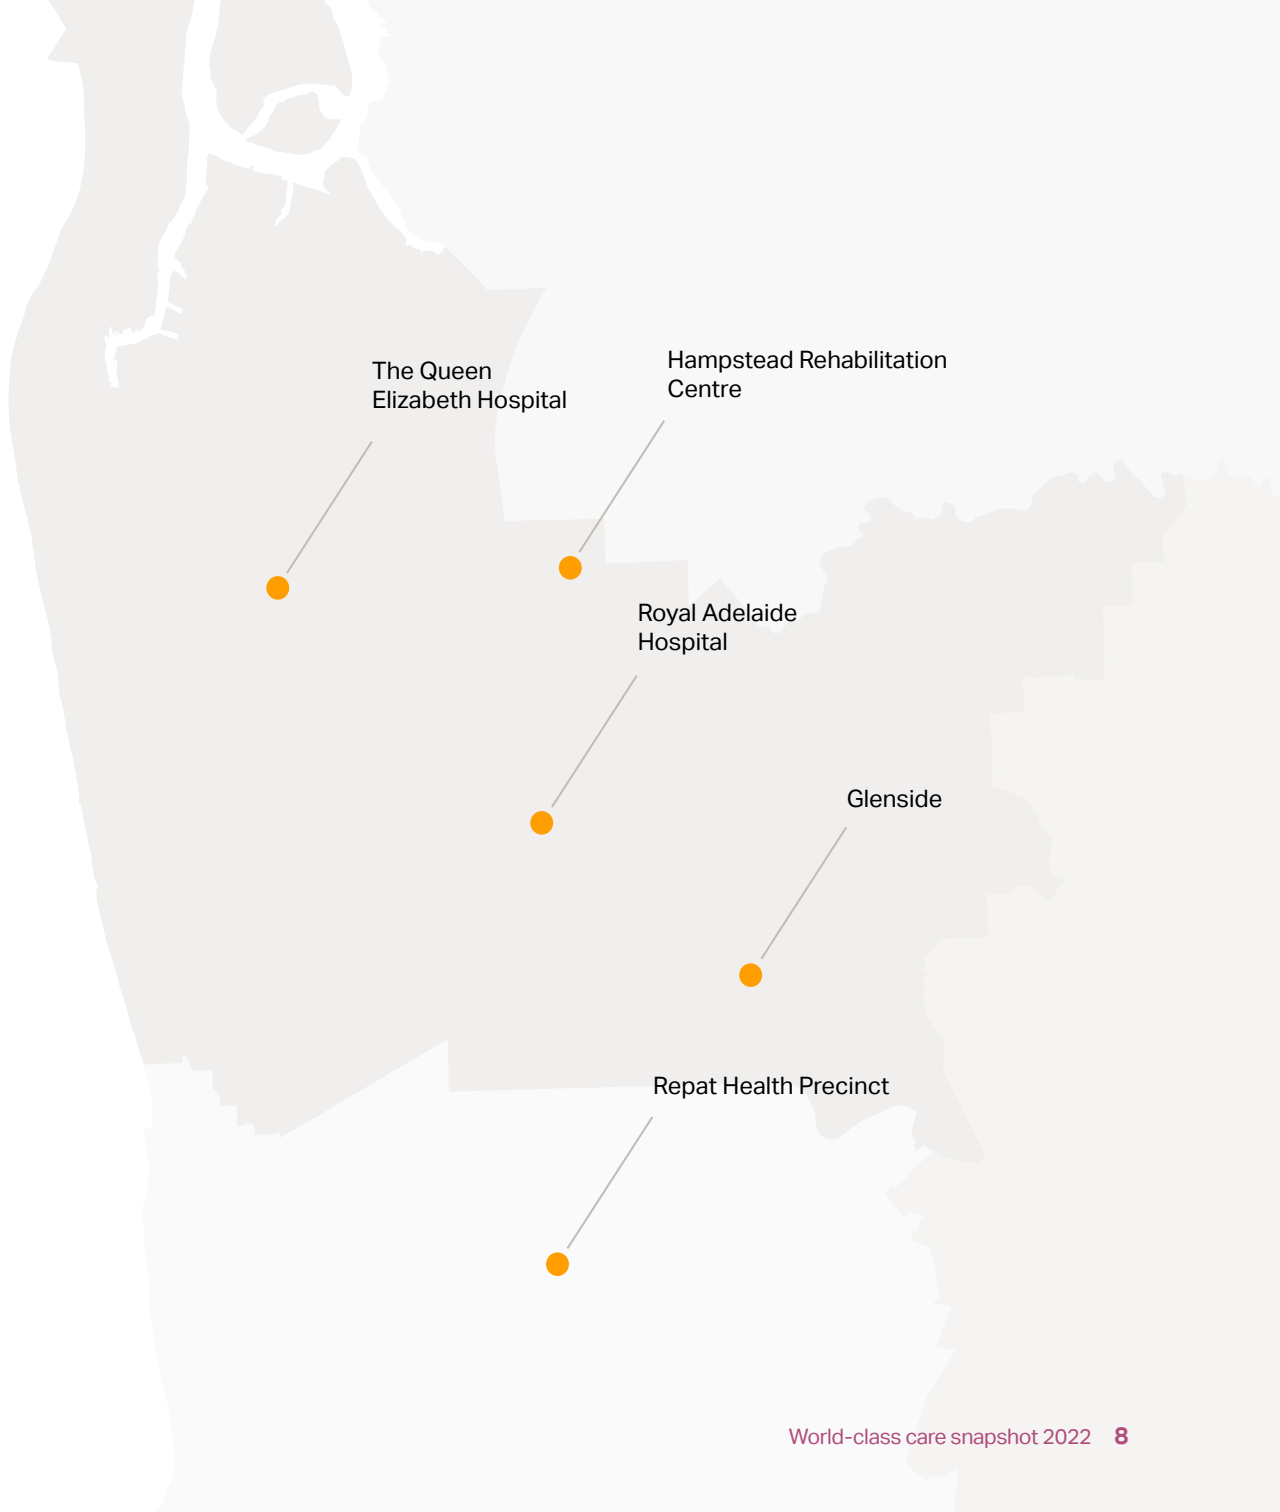 Hampstead Rehabilitation
Centre
The Queen
Elizabeth Hospital
Royal Adelaide
Hospital
Glenside
Repat Health Precinct
World-class care snapshot 2022 8